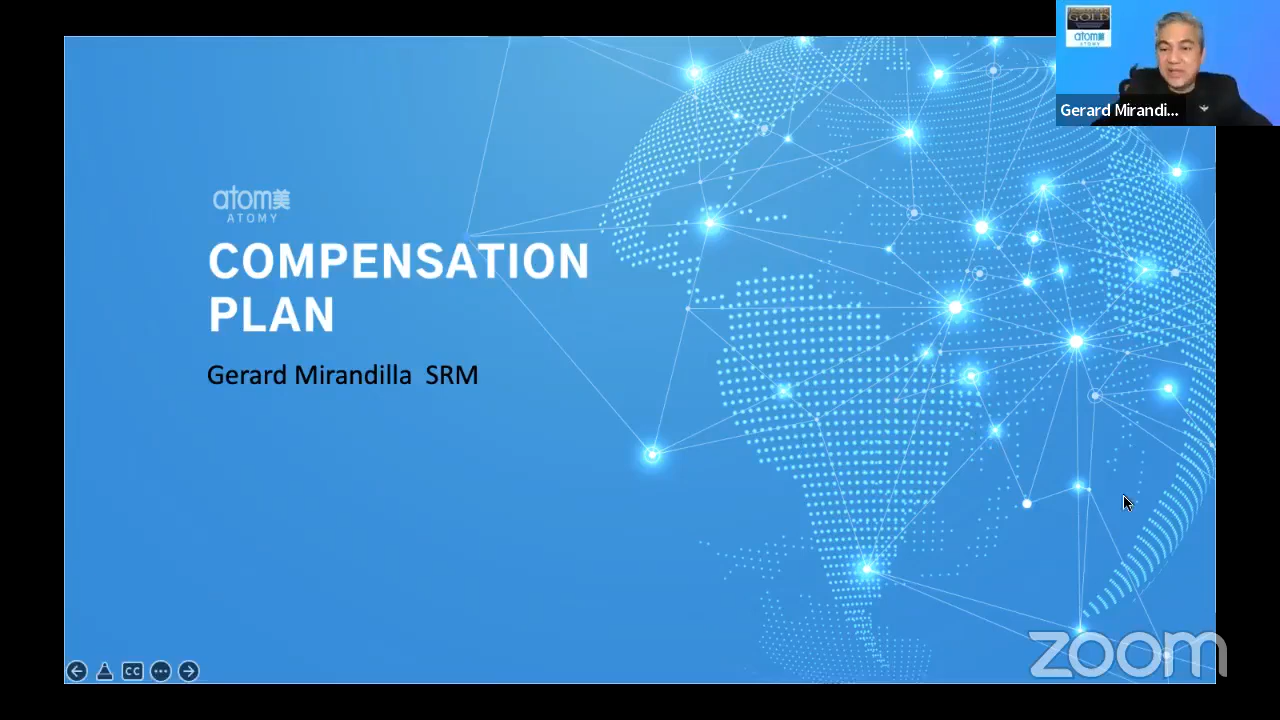 GOLD
atom美
ATOMY
Gerard Mirandi...
atom美
ATOMY
COMPENSATION
PLAN
Gerard Mirandilla SRM
CC
zoom